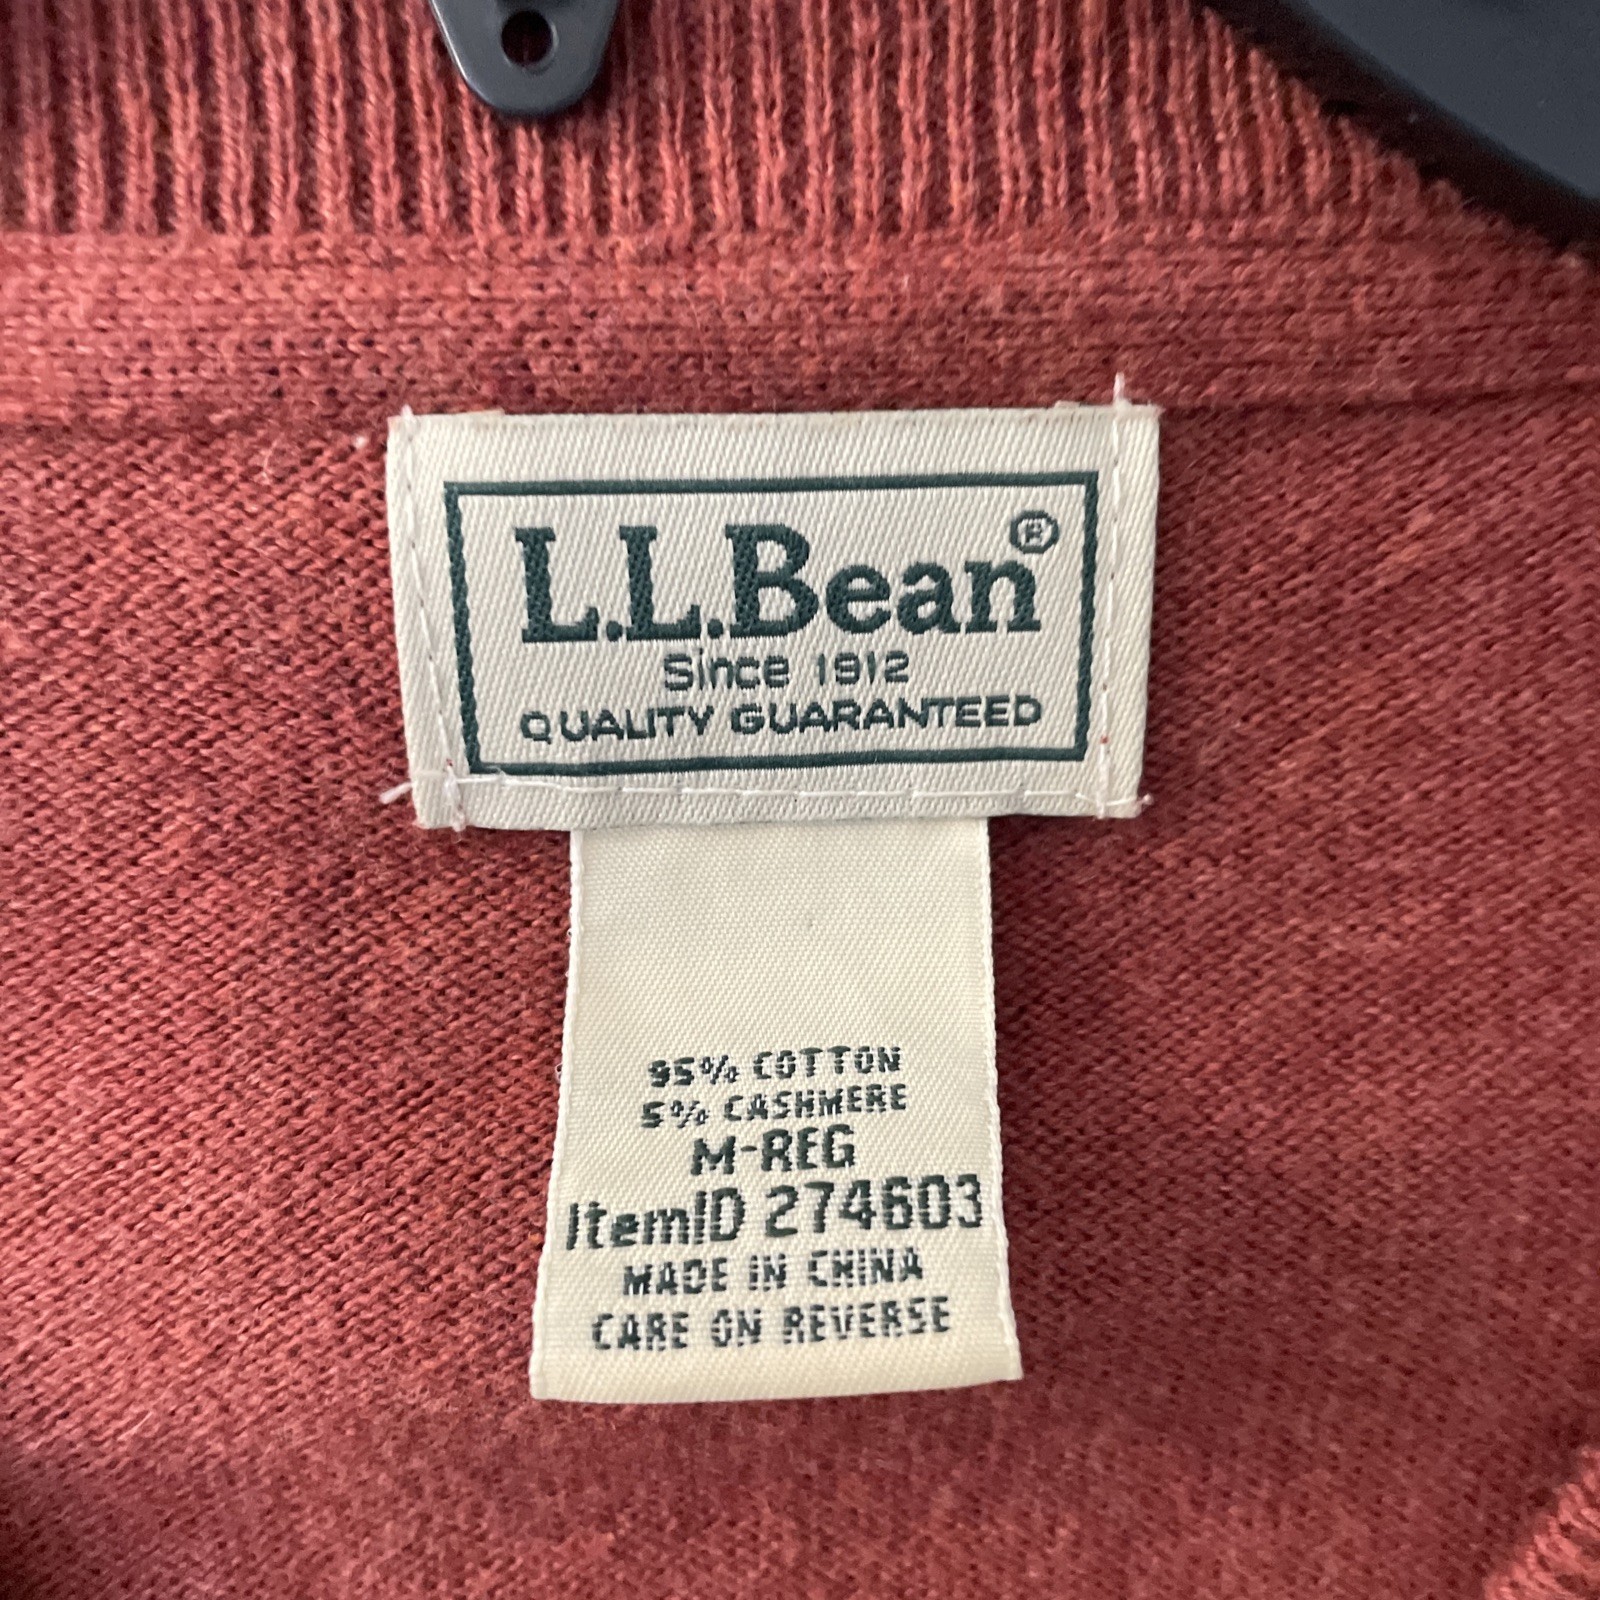 L.L.Bean®
Since 1912
QUALITY GUARANTEED
95% COTTON
5% CASHMERE
M-REG
ItemID 274603
MADE IN CHINA
CARE ON REVERSE